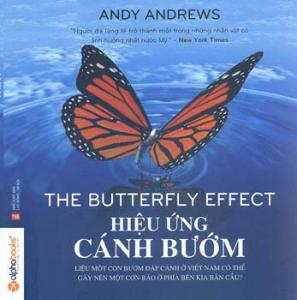 ANDY ANDREWS
"Người đã lặng lẽ trở thành một trong những nhân vật có
ảnh hưởng nhất nước Mỹ."
- New York Times
THE BUTTERFLY EFFECT
HIỆU ỨNG
CÁNH BƯỚM
LIỆU MỘT CON BƯỚM ĐẬP CÁNH Ở VIỆT NAM CÓ THỂ
GÂY NÊN MỘT CƠN BÃO Ở PHÍA BÊN KIA BÁN CẦU?
alphabooks